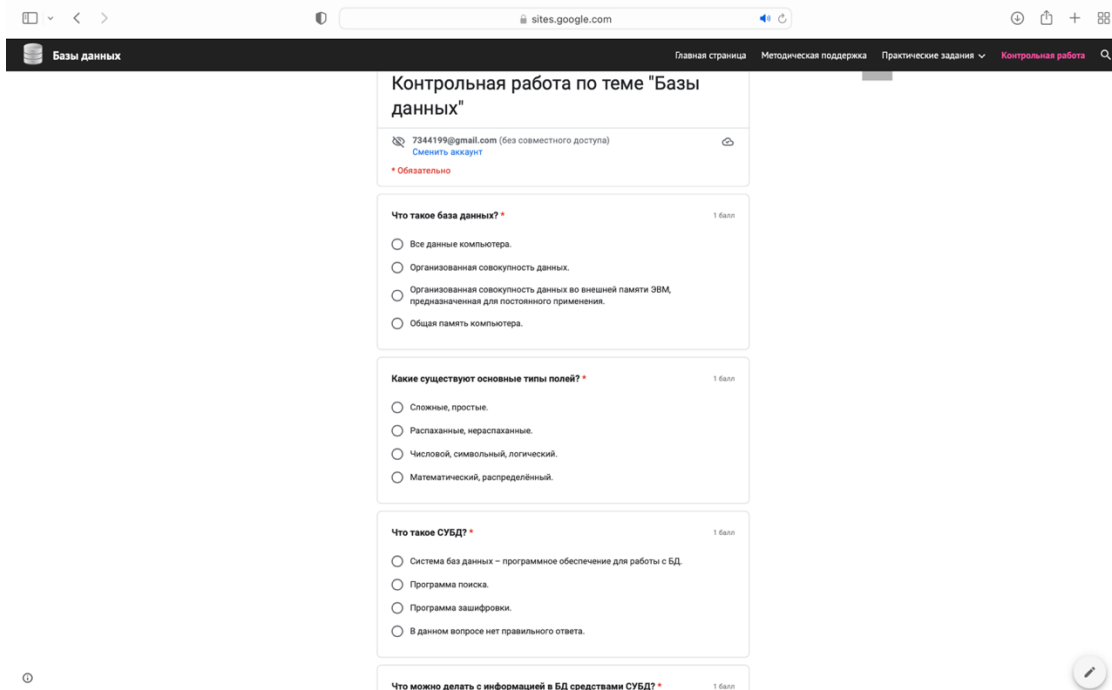 sites.google.com
Базы данных
Главная страница Методическая поддержка Практические задания Контрольная работа
Контрольная работа по теме "Базы
данных"
7344199@gmail.com (без совместного доступа)
Сменить аккаунт
* Обязательно
Что такое база данных? * 1 балл
Все данные компьютера.
Организованная совокупность данных.
Организованная совокупность данных во внешней памяти ЭВМ,
предназначенная для постоянного применения.
Общая память компьютера.
Какие существуют основные типы полей? * 1 балл
Сложные, простые.
Распаханные, нераспаханные.
Числовой, символьный, логический.
Математический, распределённый.
Что такое СУБД? * 1 балл
Система баз данных – программное обеспечение для работы с БД.
Программа поиска.
Программа зашифровки.
В данном вопросе нет правильного ответа.
Что можно делать с информацией в БД средствами СУБД? * 1 балл